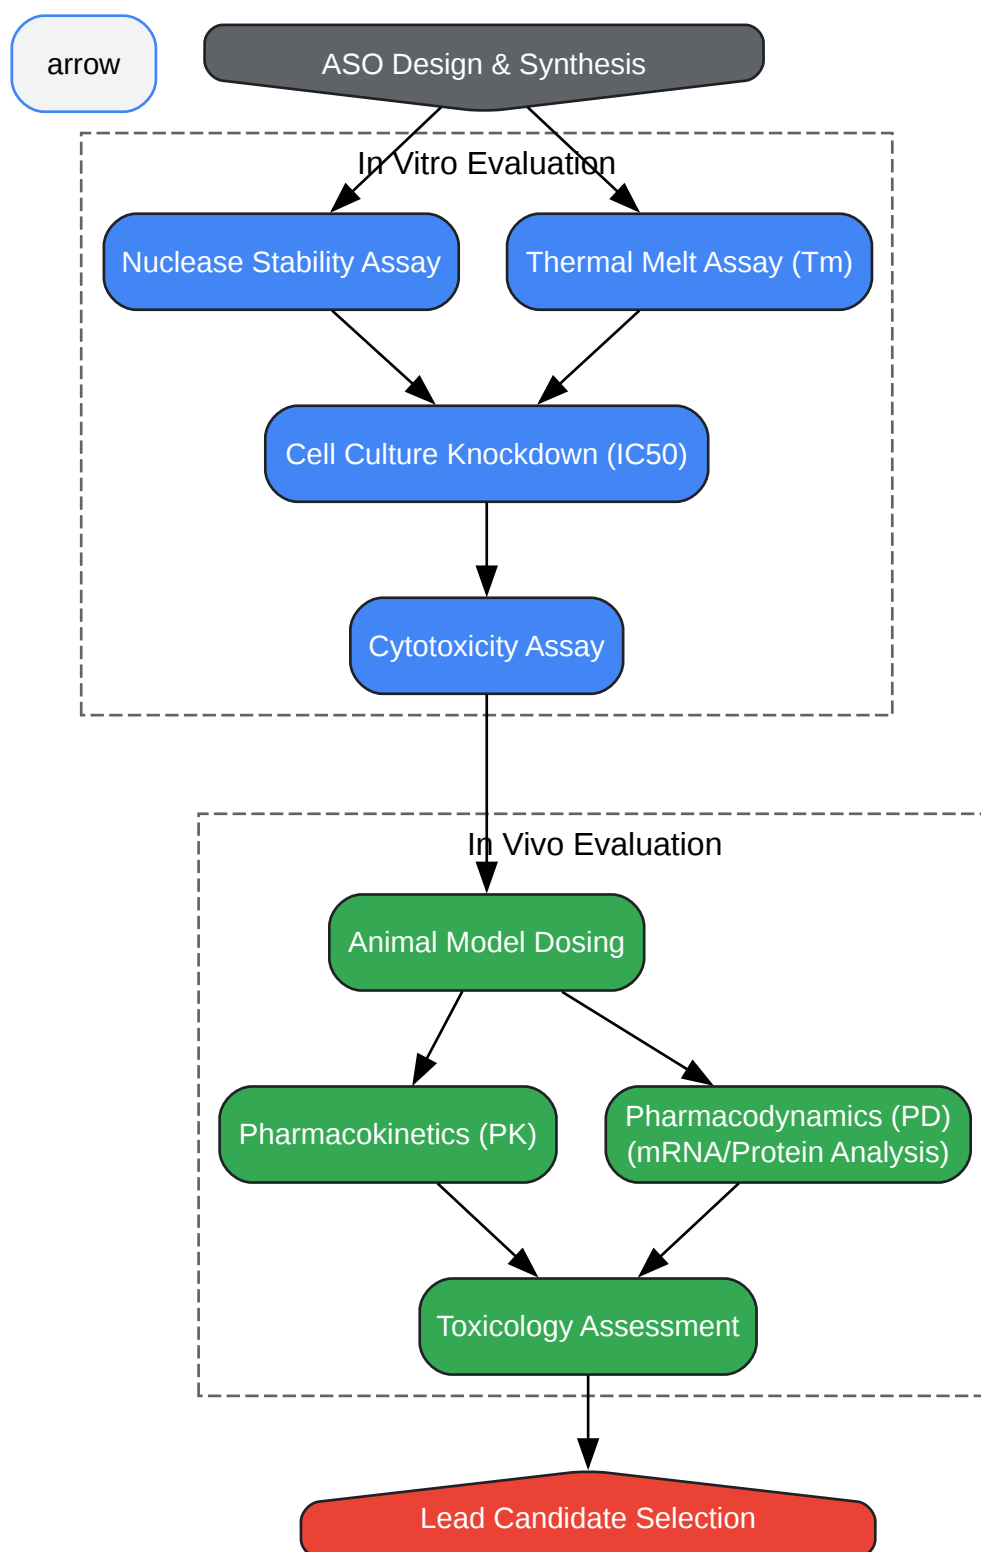 arrow
ASO Design & Synthesis
In Vitro Evaluation
Nuclease Stability Assay
Thermal Melt Assay (Tm)
Cell Culture Knockdown (IC50)
Cytotoxicity Assay
In Vivo Evaluation
Animal Model Dosing
Pharmacokinetics (PK)
Pharmacodynamics (PD)
(mRNA/Protein Analysis)
Toxicology Assessment
Lead Candidate Selection